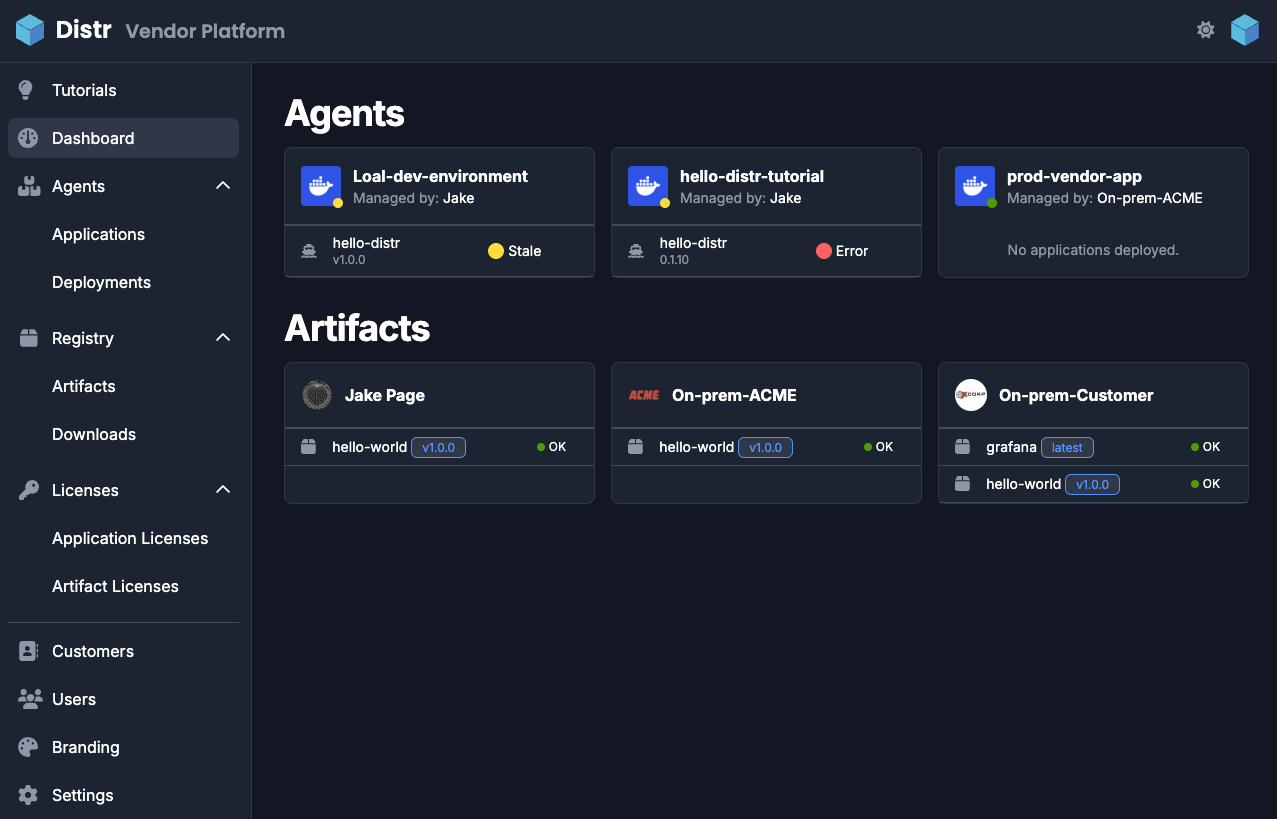 Distr Vendor Platform
Tutorials
Dashboard
Agents
Applications
Deployments
Registry
Artifacts
Downloads
Licenses
Application Licenses
Artifact Licenses
Customers
Users
Branding
Settings
Agents
Loal-dev-environment
Managed by: Jake
hello-distr
v1.0.0
Stale
hello-distr-tutorial
Managed by: Jake
hello-distr
0.1.10
Error
prod-vendor-app
Managed by: On-prem-ACME
No applications deployed.
Artifacts
Jake Page
hello-world v1.0.0 OK
ACME
On-prem-ACME
hello-world v1.0.0 OK
XCORP
On-prem-Customer
grafana latest OK
hello-world v1.0.0 OK